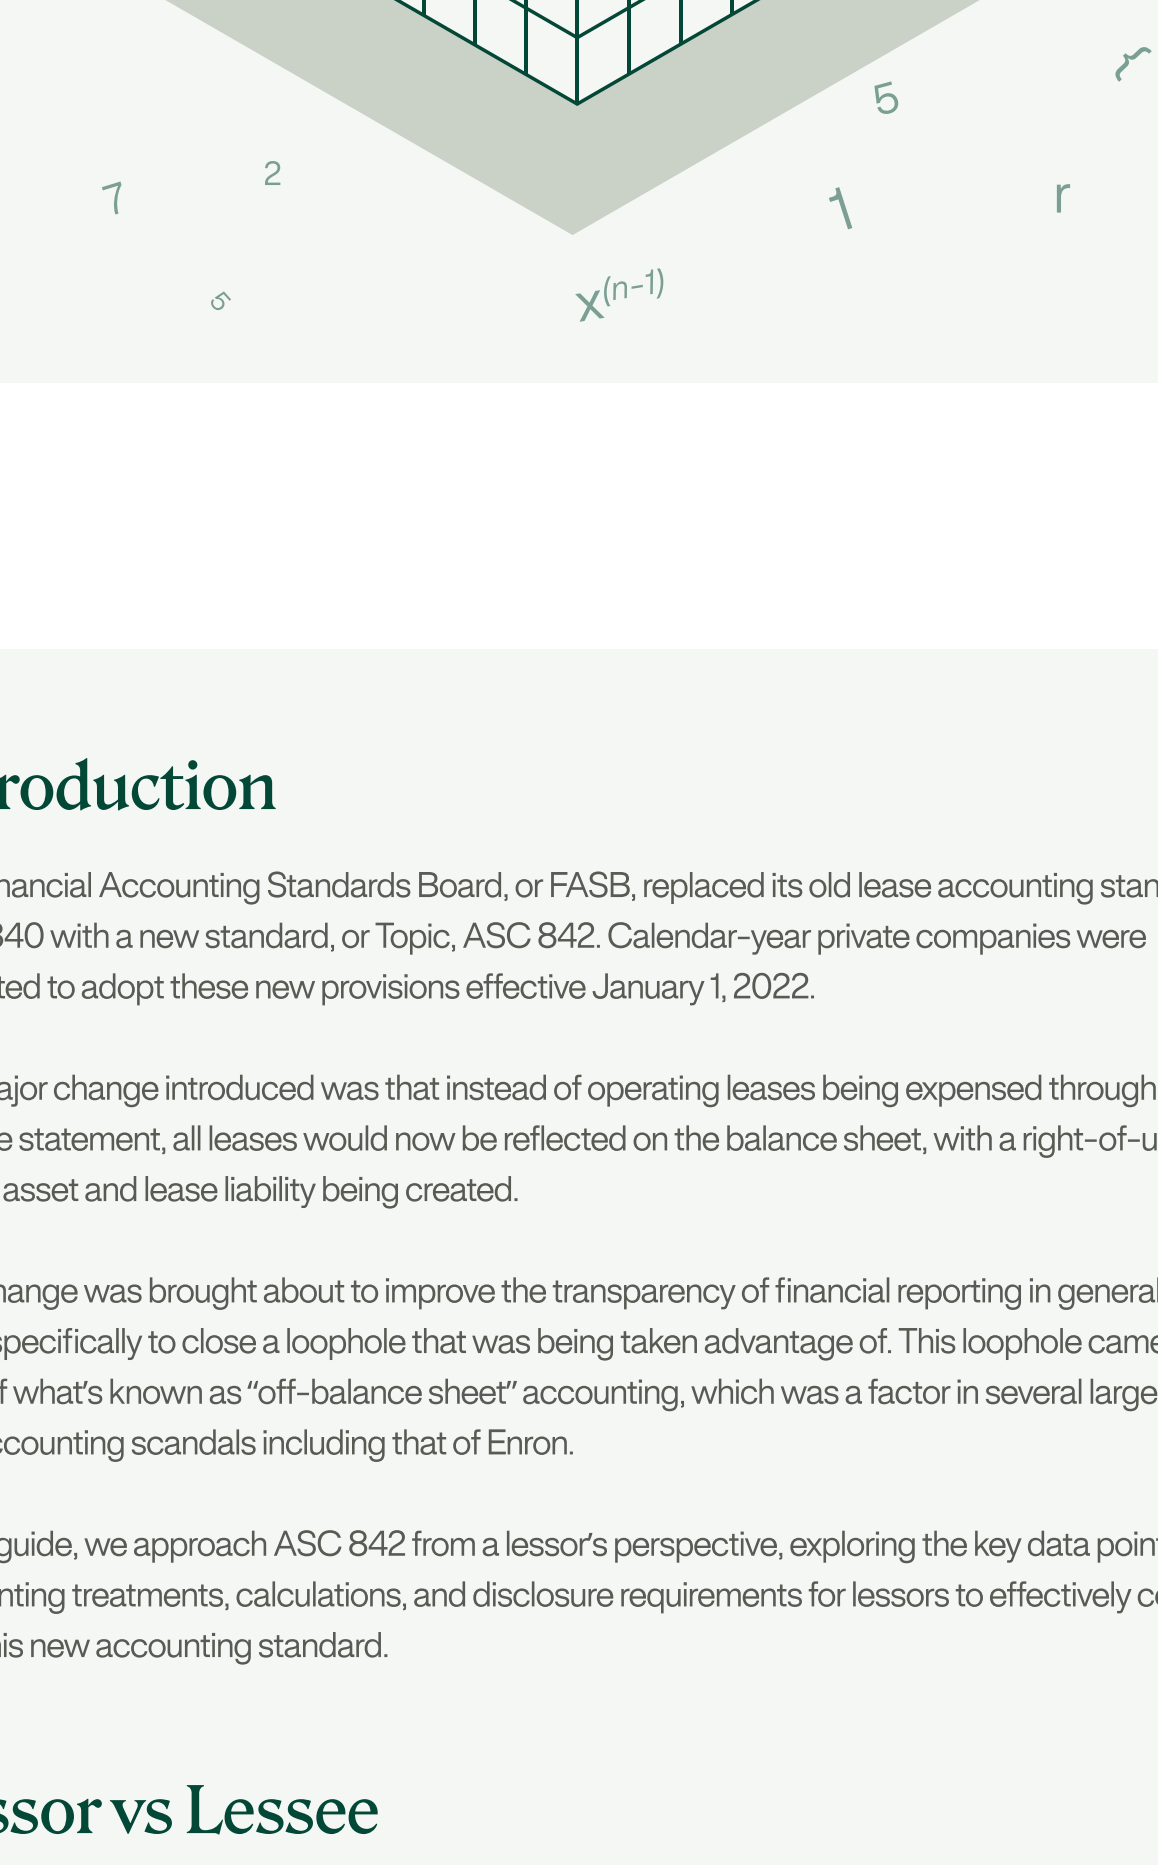 5
2
7
1
r
5
x(n-1)
roduction
nancial Accounting Standards Board, or FASB, replaced its old lease accounting stan
340 with a new standard, or Topic, ASC 842. Calendar-year private companies were
ted to adopt these new provisions effective January 1, 2022.
ajor change introduced was that instead of operating leases being expensed through
e statement, all leases would now be reflected on the balance sheet, with a right-of-u
asset and lease liability being created.
hange was brought about to improve the transparency of financial reporting in general
specifically to close a loophole that was being taken advantage of. This loophole came
f what’s known as “off-balance sheet” accounting, which was a factor in several large
ccounting scandals including that of Enron.
guide, we approach ASC 842 from a lessor’s perspective, exploring the key data point
nting treatments, calculations, and disclosure requirements for lessors to effectively co
his new accounting standard.
ssor vs Lessee